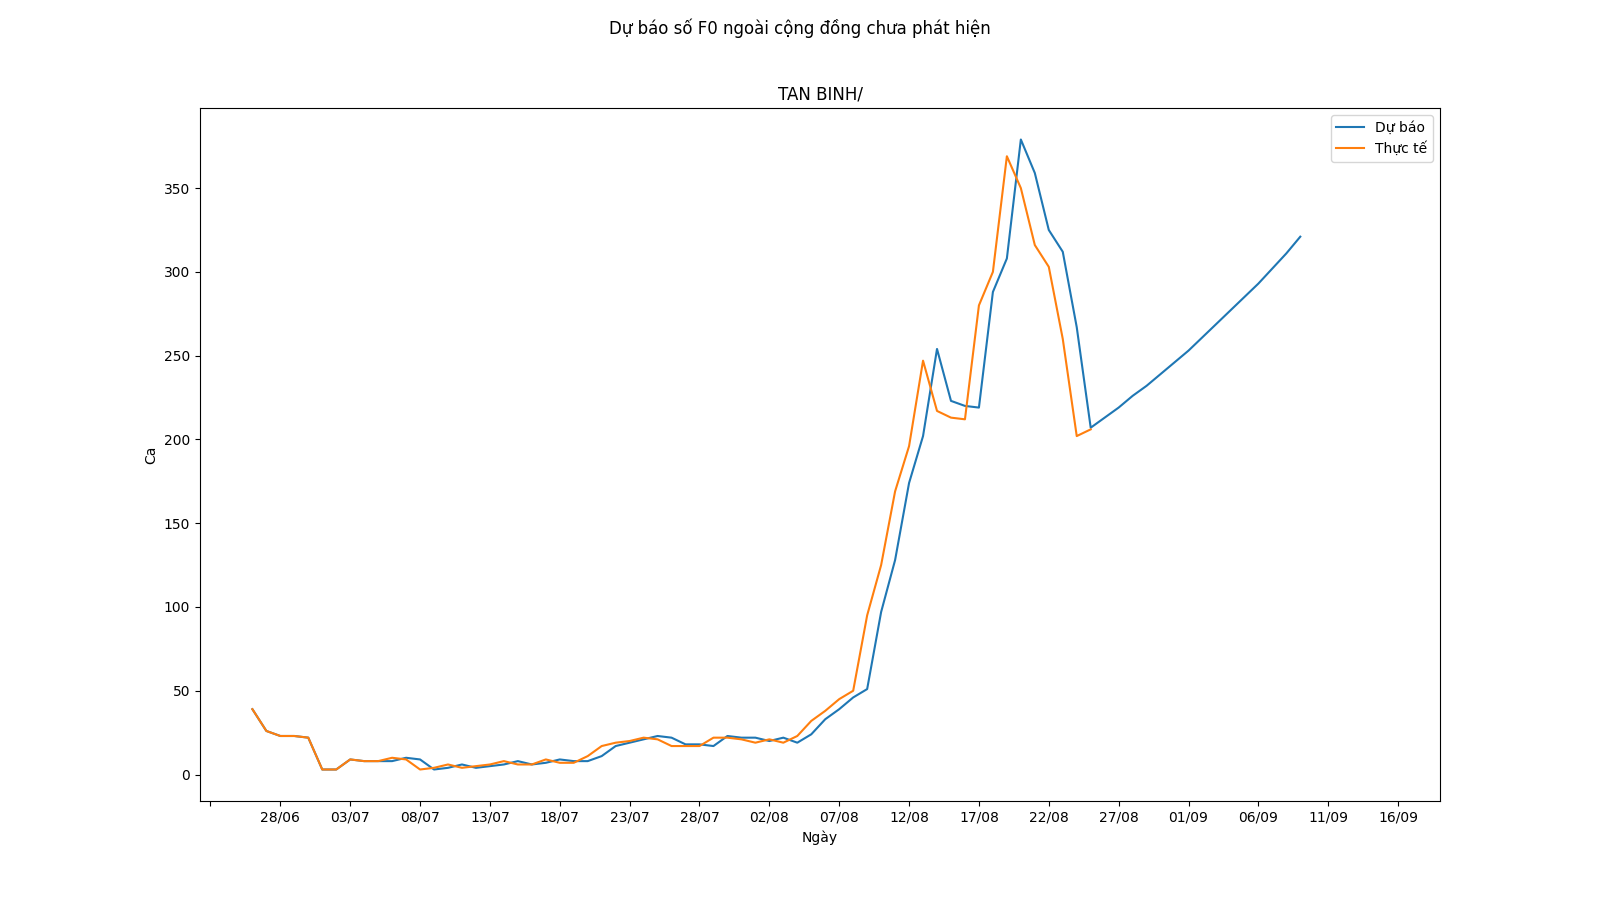 Dự báo số F0 ngoài cộng đồng chưa phát hiện
TAN BINH/
Dự báo
Thực tế
350
300
250
200
150
100
50
0
Ca
28/06 03/07 08/07 13/07 18/07 23/07 28/07 02/08 07/08 12/08 17/08 22/08 27/08 01/09 06/09 11/09 16/09
Ngày